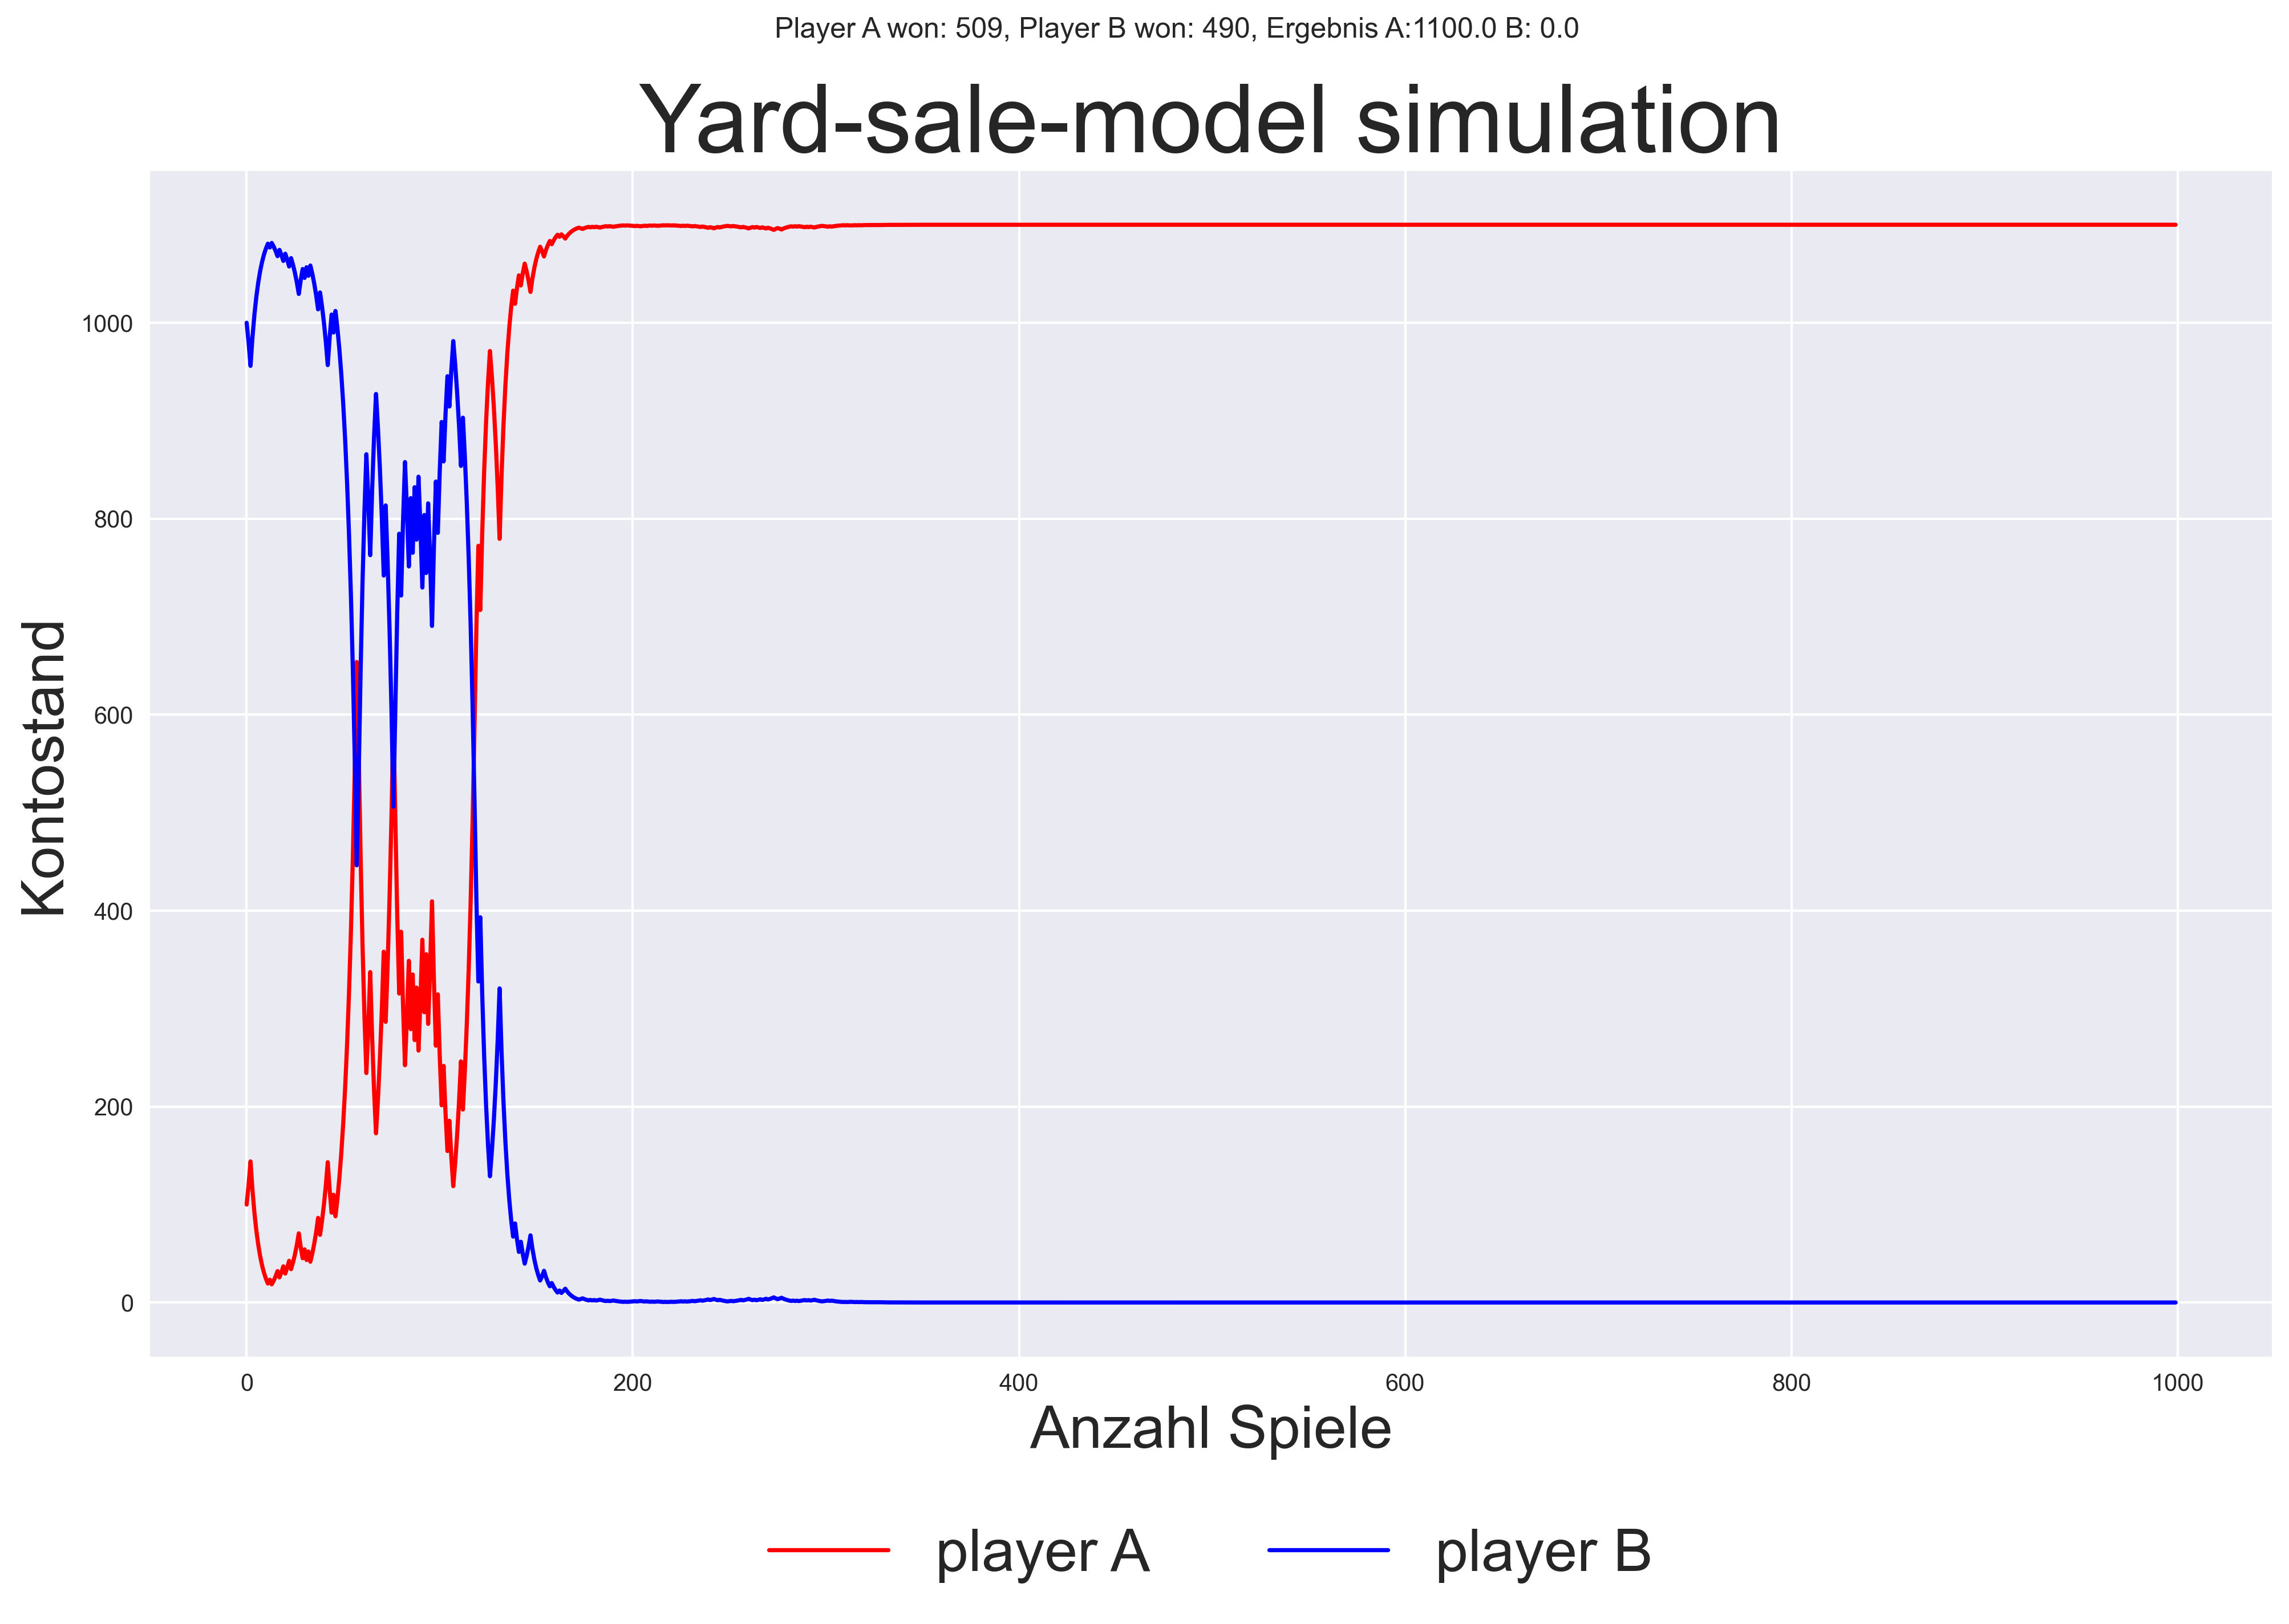 Player A won: 509, Player B won: 490, Ergebnis A:1100.0 B: 0.0
Yard-sale-model simulation
Kontostand
1000
800
600
400
200
0
0 200 400 600 800 1000
Anzahl Spiele
player A player B